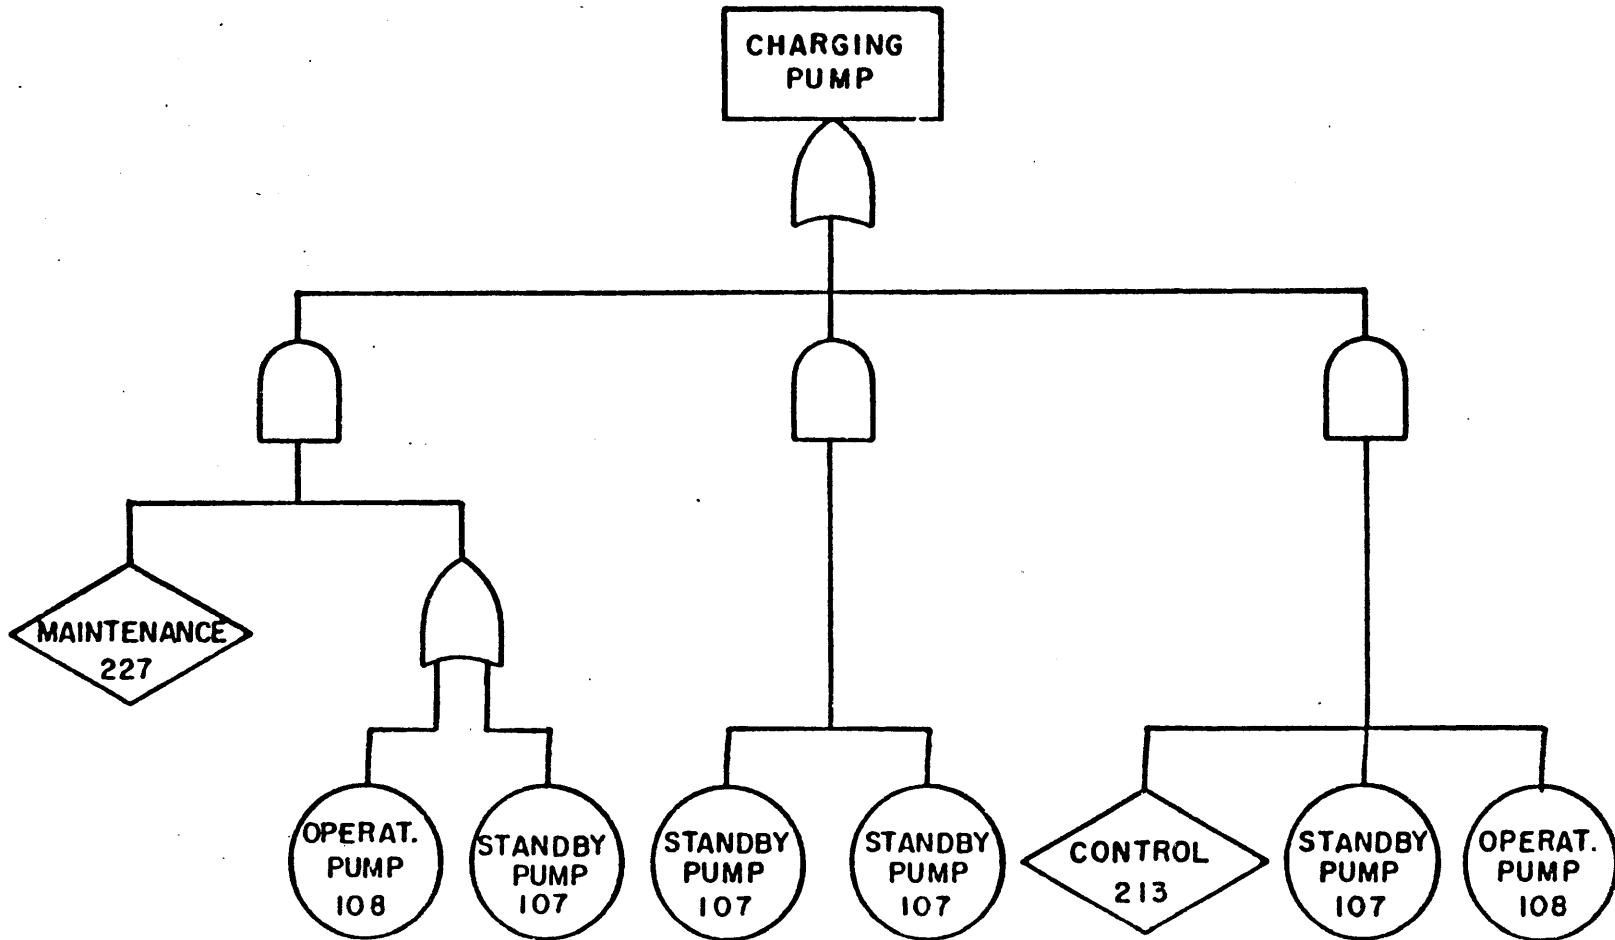 CHARGING
PUMP
MAINTENANCE
227
OPERAT.
PUMP
108
STANDBY
PUMP
107
STANDBY
PUMP
107
STANDBY
PUMP
107
CONTROL
213
STANDBY
PUMP
107
OPERAT.
PUMP
108